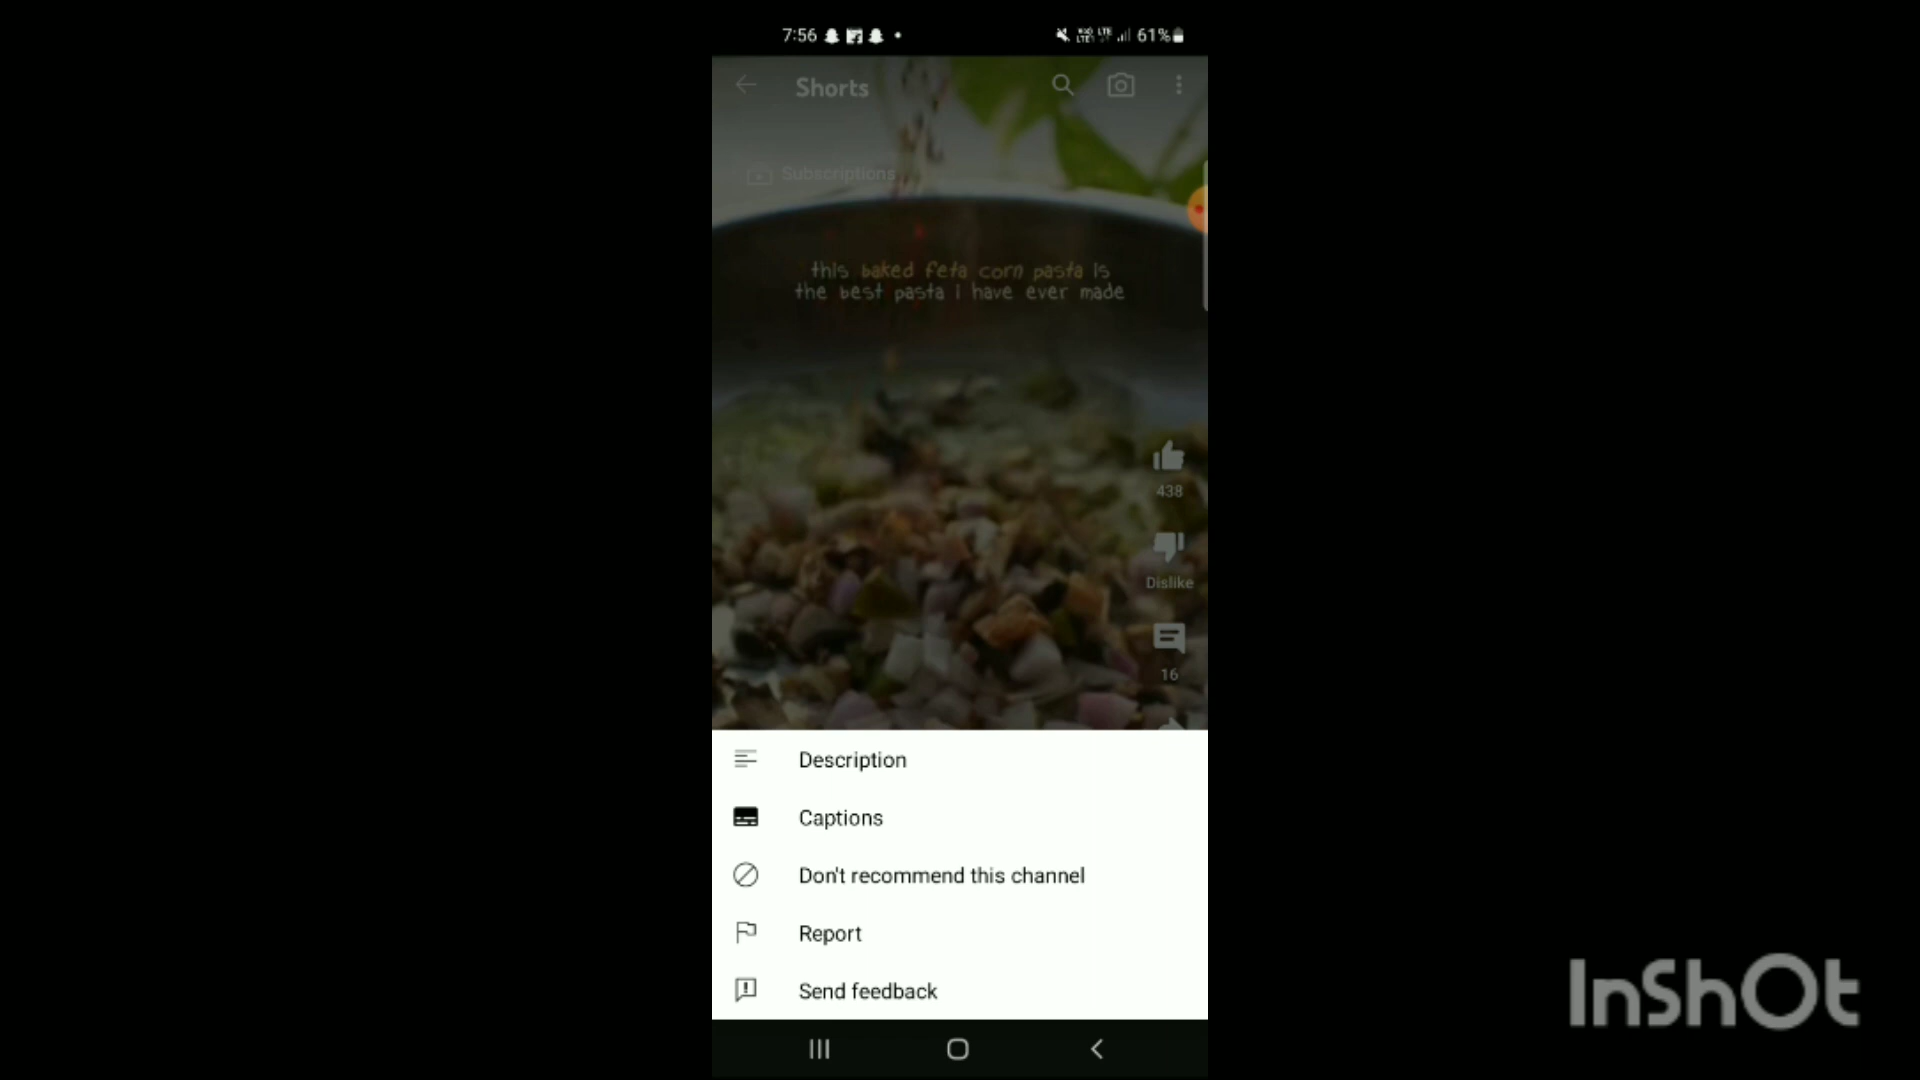 7:56
61%
Shorts
Subscriptions
this baked feta corn pasta is
the best pasta i have ever made
438
Dislike
16
Description
Captions
Don't recommend this channel
Report
Send feedback
InShOt